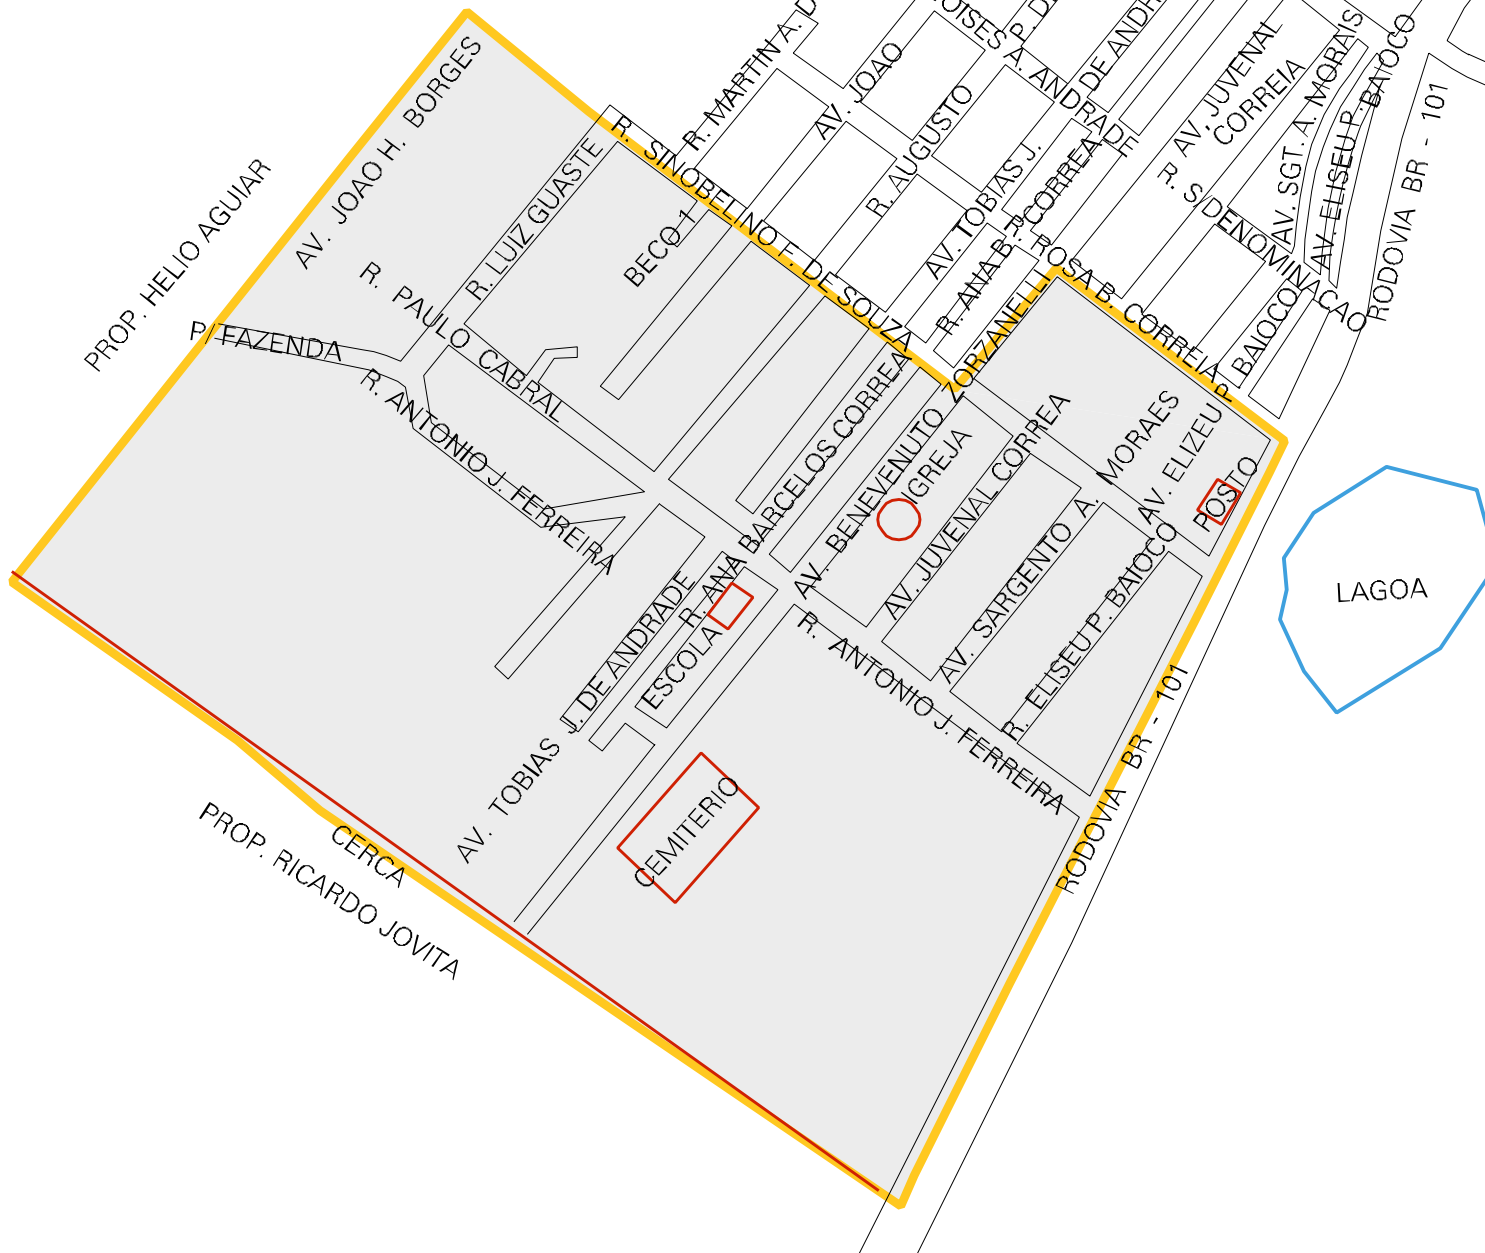 R. MARTIN A. D
AV. JOAO
OISES A. ANDRADE
P. D
DE ANDR
AV. JUVENAL
CORREIA
AV. SGT. A. MORAIS
AV. ELISEU P. BAIOCO
RODOVIA BR - 101
R. AUGUSTO
AV. TOBIAS J.
R. ANA B. CORREA
R. S/DENOMINACAO
R. SINOBELINO F. DE SOUZA
R. ROSA B. CORREIA
P. BAIOCO
AV. JOAO H. BORGES
PROP. HELIO AGUIAR
R. LUIZ GUASTE
BECO 1
R. PAULO CABRAL
P/ FAZENDA
R. ANTONIO J. FERREIRA
R. ANA BARCELOS CORREA
AV. BENEVENUTO ZORZANELLI
IGREJA
AV. JUVENAL CORREA
AV. SARGENTO A. MORAES
AV. ELIZEU P.
POSTO
R. ELISEU P. BAIOCO
LAGOA
AV. TOBIAS J. DE ANDRADE
ESCOLA
R. ANTONIO J. FERREIRA
RODOVIA BR - 101
CEMITERIO
CERCA
PROP. RICARDO JOVITA